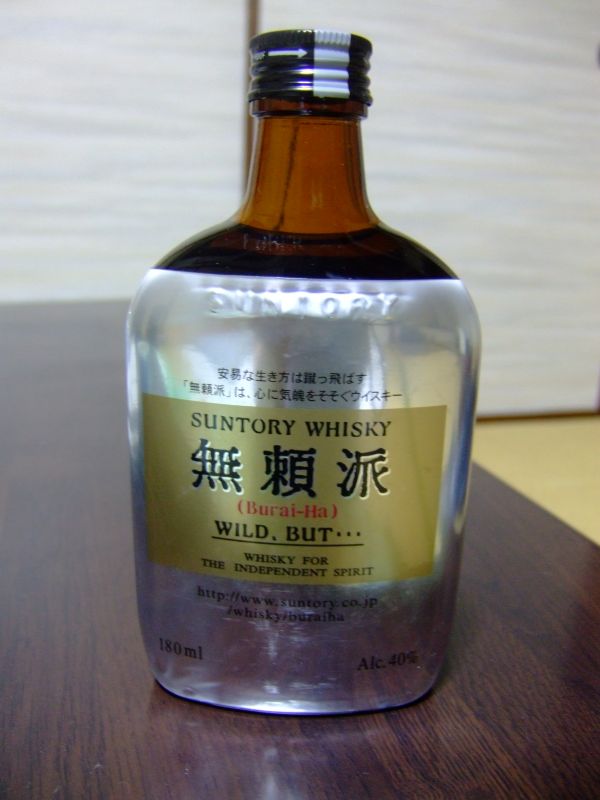 SUNTORY
安易な生き方は蹴っ飛ばす
「無頼派」は、心に気魄をそそぐウイスキー
SUNTORY WHISKY
無頼派
(Burai-Ha)
WILD, BUT・・・
WHISKY FOR
THE INDEPENDENT SPIRIT
http://www.suntory.co.jp
/whisky/buraiha
180ml
Alc.40%